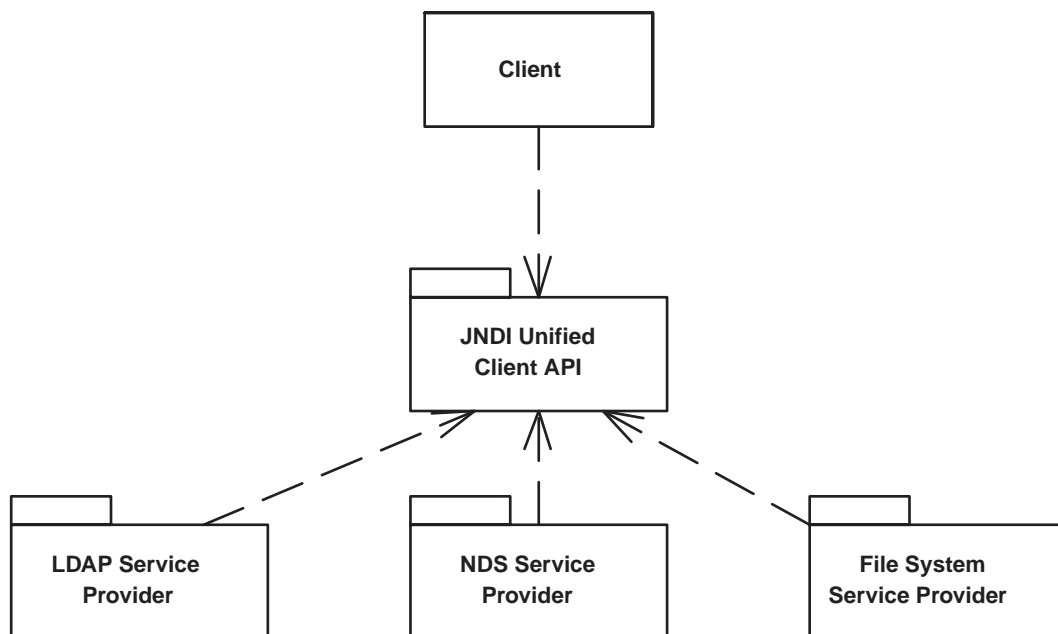 Client
JNDI Unified
Client API
LDAP Service
Provider
NDS Service
Provider
File System
Service Provider